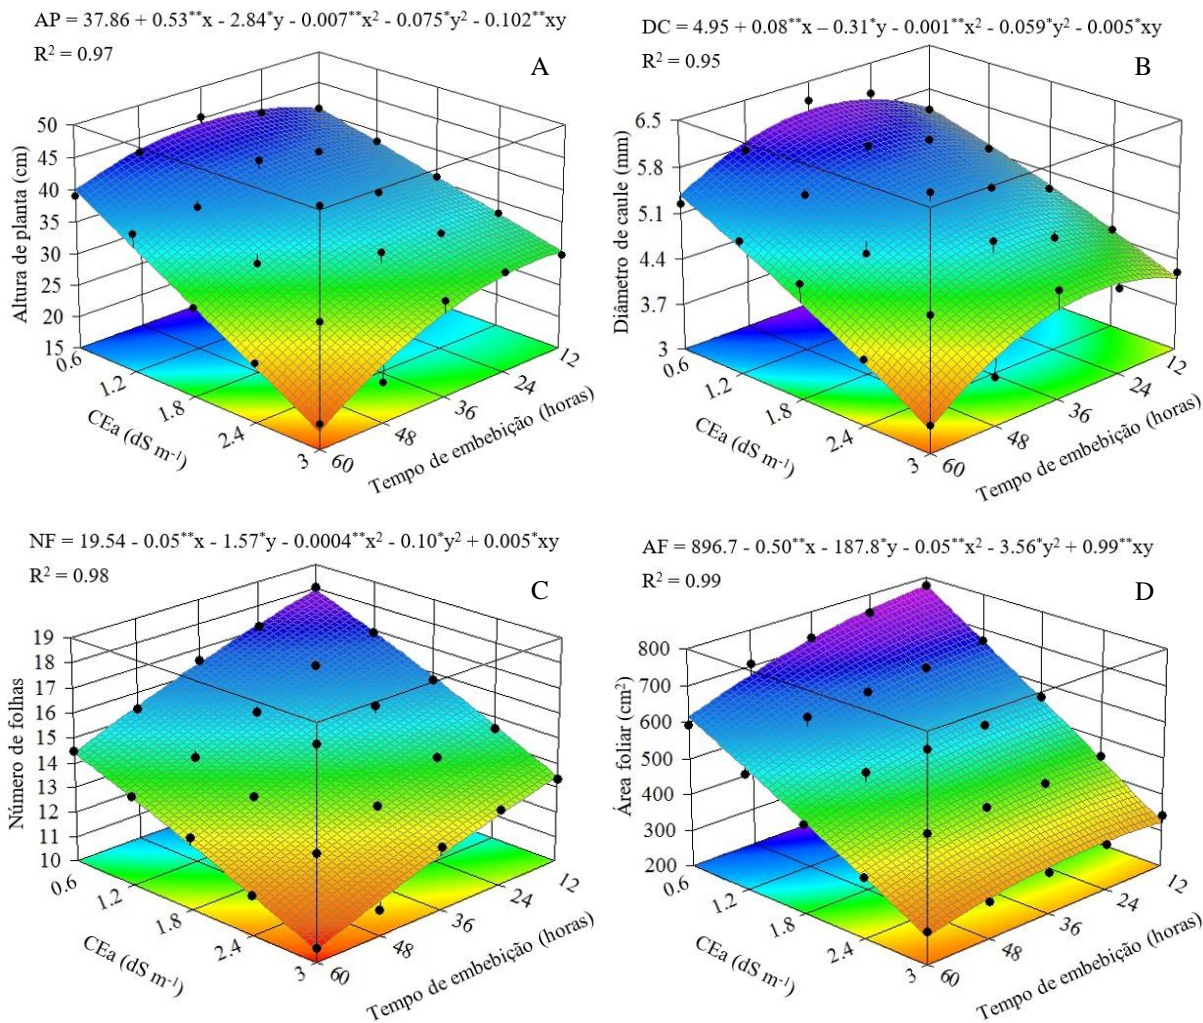 AP = 37.86 + 0.53**x - 2.84*y - 0.007**x² - 0.075*y² - 0.102**xy
R² = 0.97
A
Altura de planta (cm)
50
45
40
35
30
25
20
15
0.6
1.2
1.8
2.4
3
CEa (dS m⁻¹)
60
48
36
24
12
Tempo de embebição (horas)
DC = 4.95 + 0.08**x – 0.31*y - 0.001**x² - 0.059*y² - 0.005*xy
R² = 0.95
B
Diâmetro de caule (mm)
6.5
5.8
5.1
4.4
3.7
3
0.6
1.2
1.8
2.4
3
CEa (dS m⁻¹)
60
48
36
24
12
Tempo de embebição (horas)
NF = 19.54 - 0.05**x - 1.57*y - 0.0004**x² - 0.10*y² + 0.005*xy
R² = 0.98
C
Número de folhas
19
18
17
16
15
14
13
12
11
10
0.6
1.2
1.8
2.4
3
CEa (dS m⁻¹)
60
48
36
24
12
Tempo de embebição (horas)
AF = 896.7 - 0.50**x - 187.8*y - 0.05**x² - 3.56*y² + 0.99**xy
R² = 0.99
D
Área foliar (cm²)
800
700
600
500
400
300
200
0.6
1.2
1.8
2.4
3
CEa (dS m⁻¹)
60
48
36
24
12
Tempo de embebição (horas)